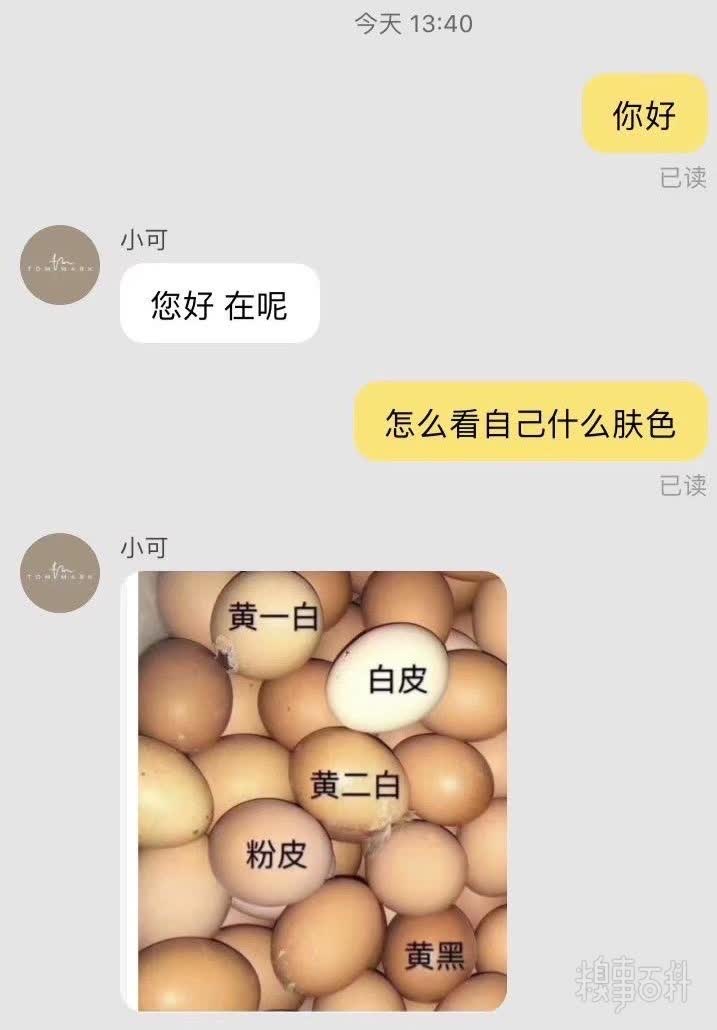 今天 13:40
你好
已读
小可
TOM MARK
您好 在呢
怎么看自己什么肤色
已读
小可
TOM MARK
黄一白
白皮
黄二白
粉皮
黄黑
糗事百科